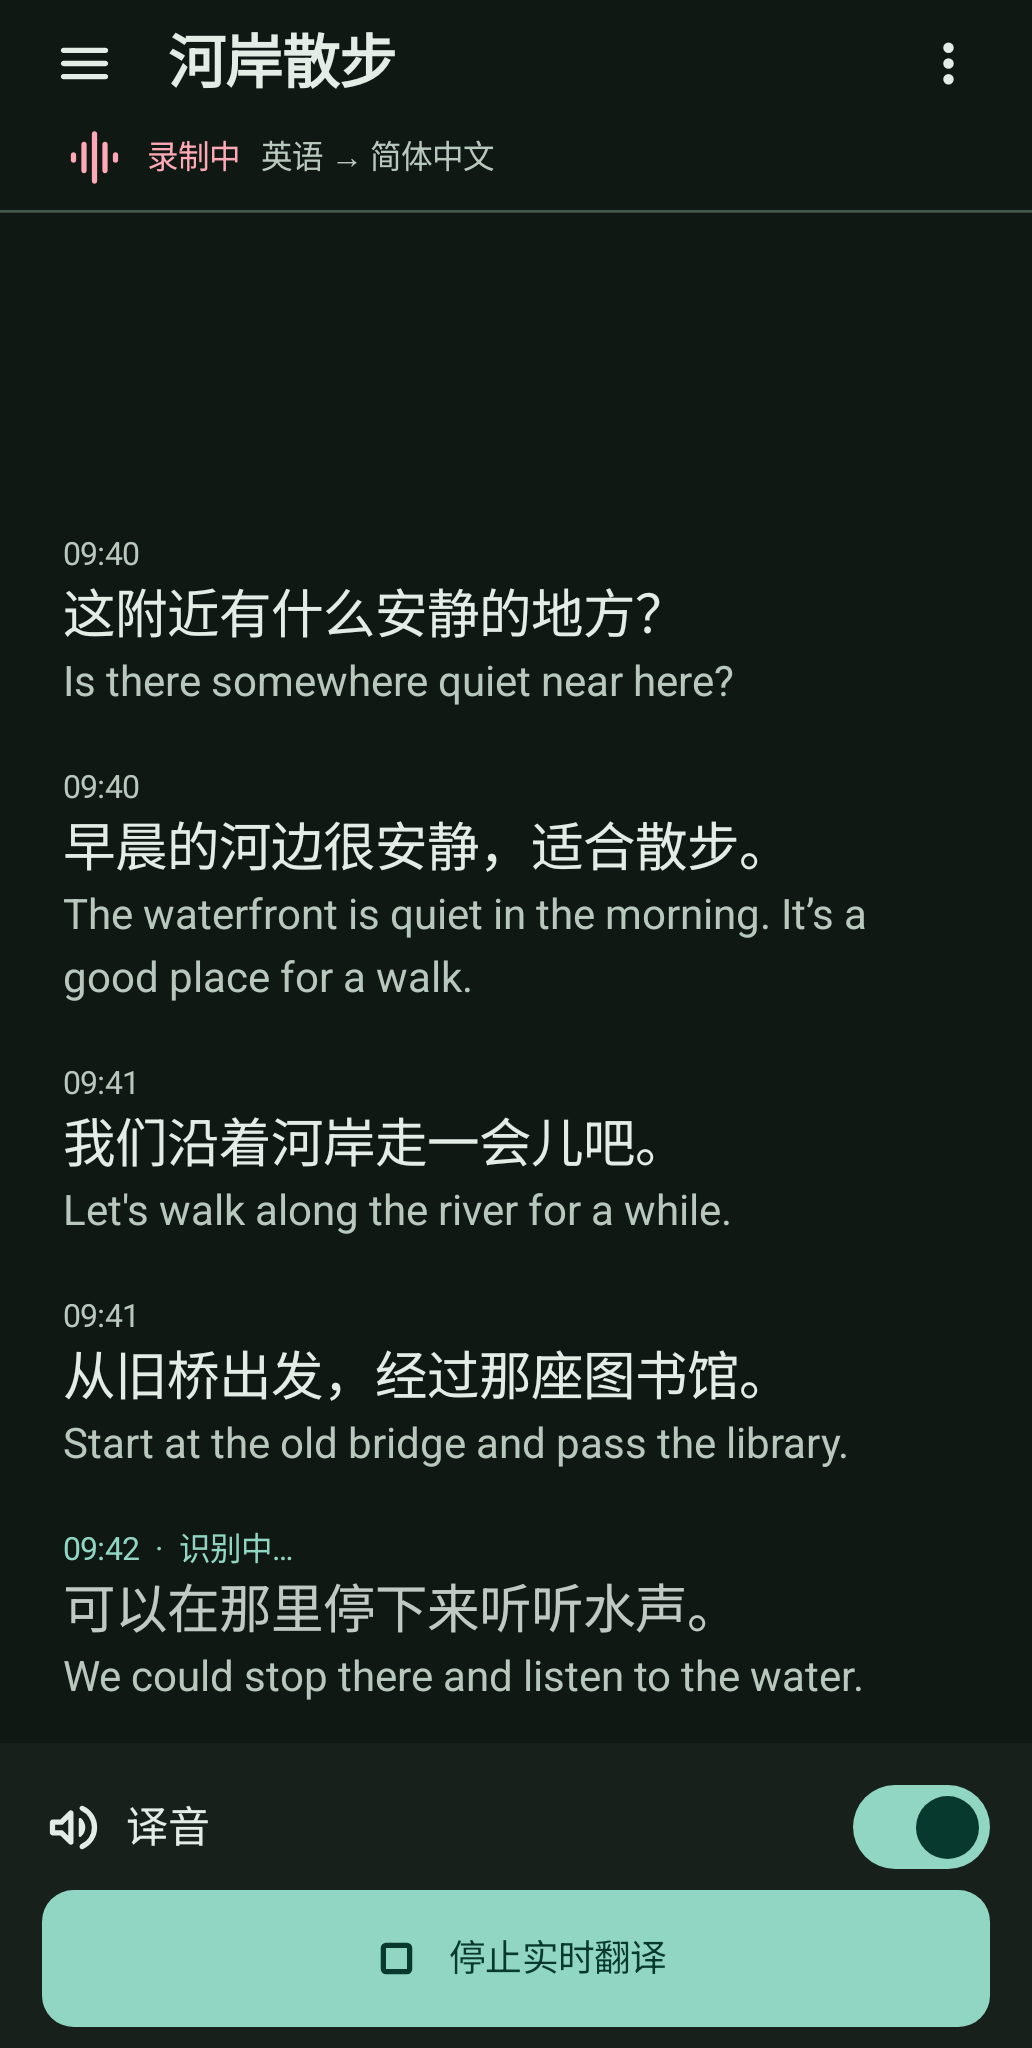 河岸散步
录制中 英语 → 简体中文
09:40
这附近有什么安静的地方？
Is there somewhere quiet near here?
09:40
早晨的河边很安静，适合散步。
The waterfront is quiet in the morning. It’s a
good place for a walk.
09:41
我们沿着河岸走一会儿吧。
Let's walk along the river for a while.
09:41
从旧桥出发，经过那座图书馆。
Start at the old bridge and pass the library.
09:42 · 识别中...
可以在那里停下来听听水声。
We could stop there and listen to the water.
译音
停止实时翻译